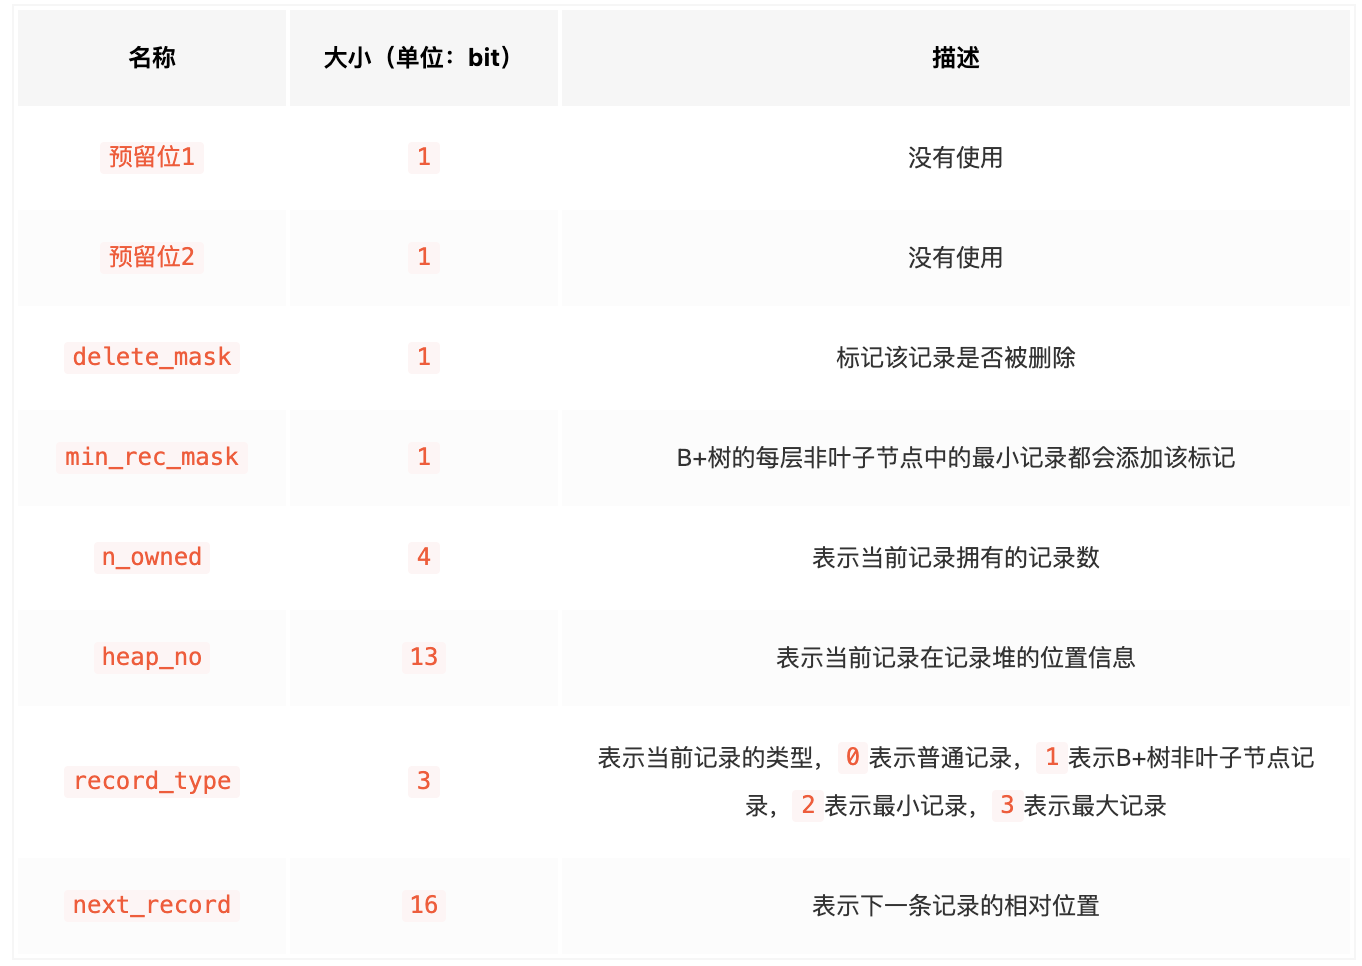 名称 大小（单位：bit） 描述
预留位1 1 没有使用
预留位2 1 没有使用
delete_mask 1 标记该记录是否被删除
min_rec_mask 1 B+树的每层非叶子节点中的最小记录都会添加该标记
n_owned 4 表示当前记录拥有的记录数
heap_no 13 表示当前记录在记录堆的位置信息
表示当前记录的类型，0表示普通记录，1表示B+树非叶子节点记
record_type 3
录，2表示最小记录，3表示最大记录
next_record 16 表示下一条记录的相对位置